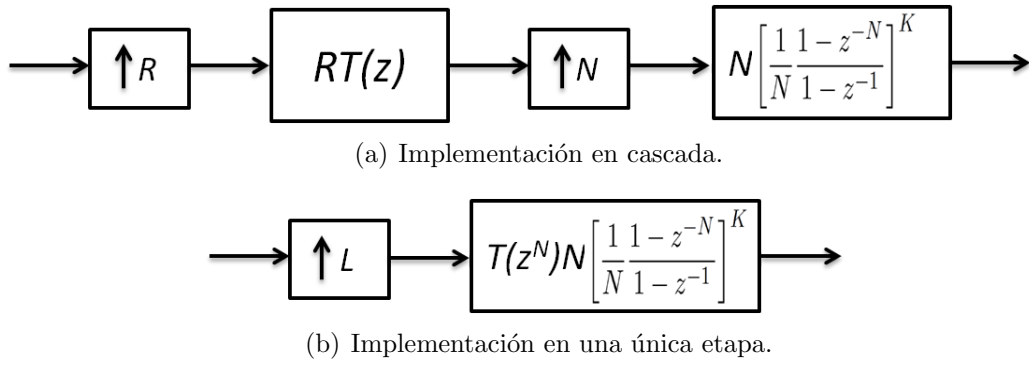 ↑R RT(z) ↑N N[1/N (1 − z^{−N})/(1 − z^{−1})]^K
(a) Implementación en cascada.
↑L T(z^N)N[1/N (1 − z^{−N})/(1 − z^{−1})]^K
(b) Implementación en una única etapa.